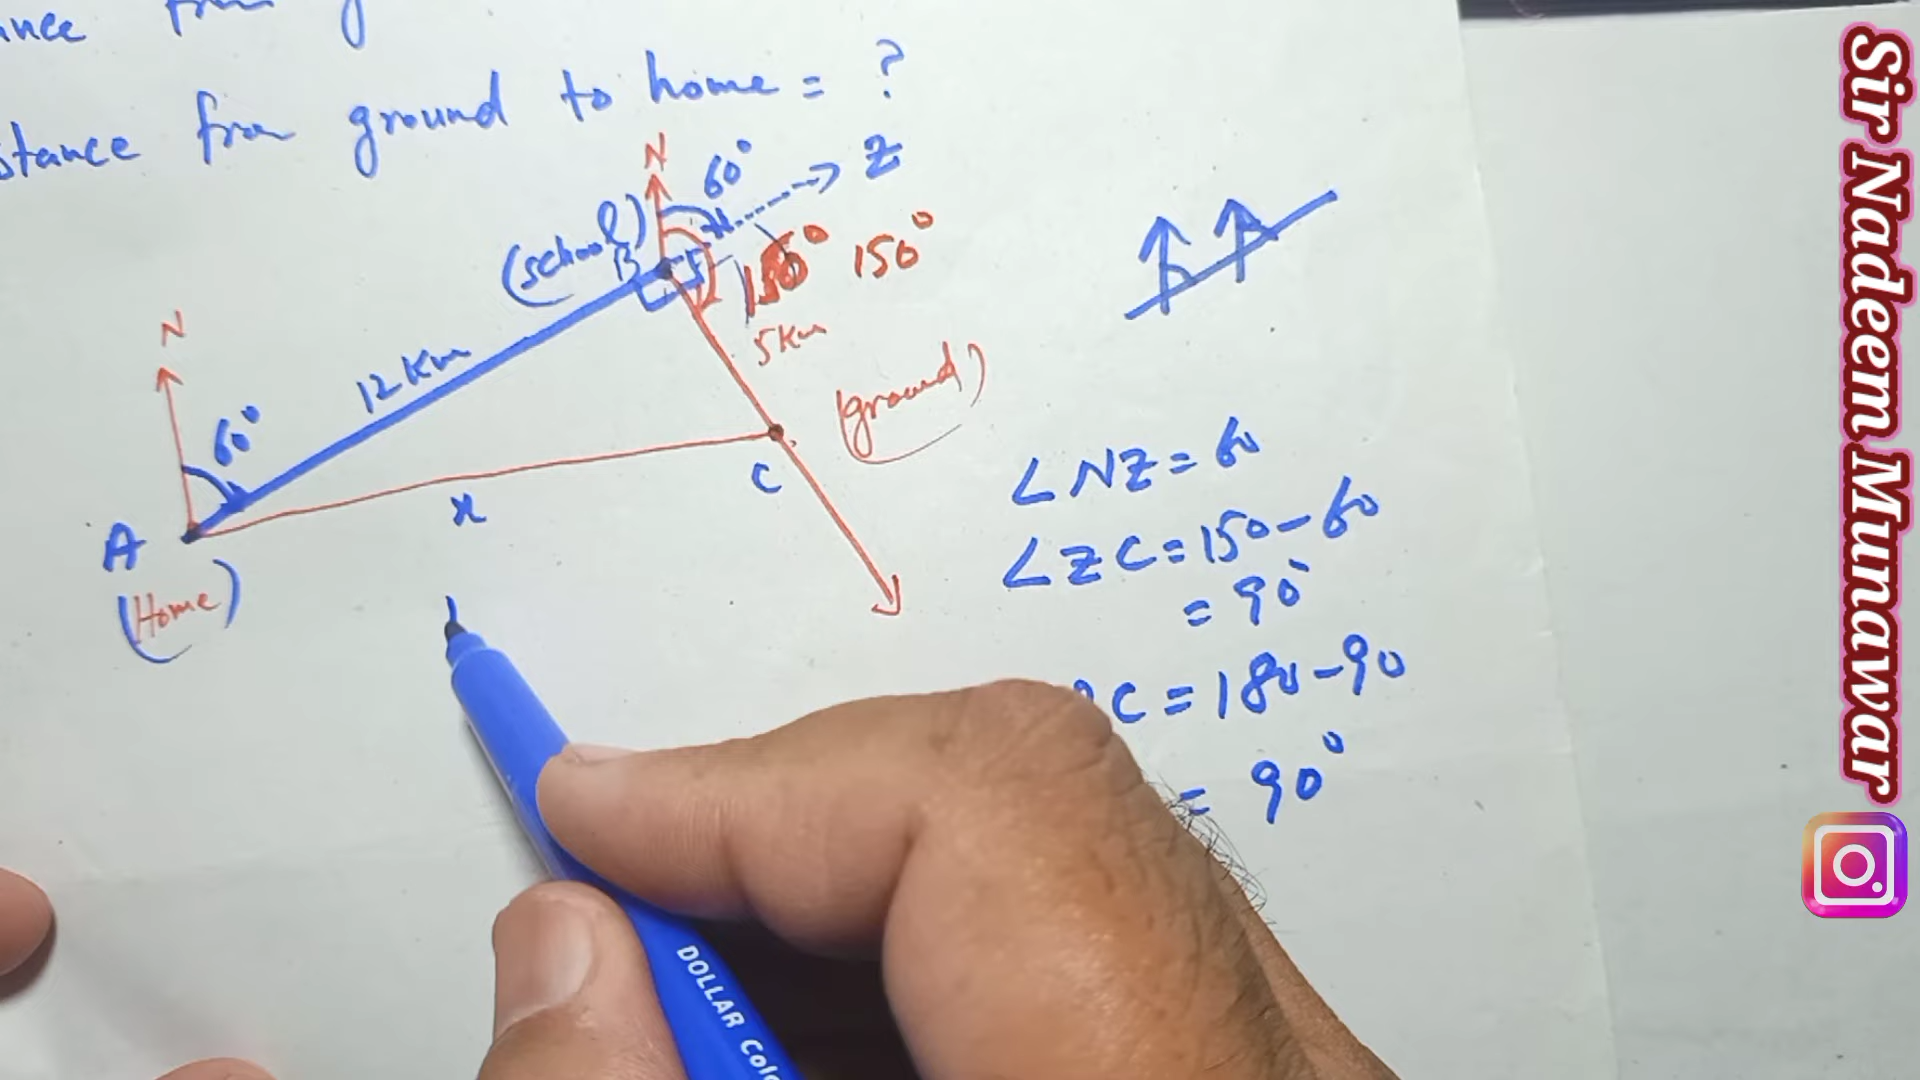 from
stance from ground to home = ?
N
60°
Z
(school)
B
150° 150°
5Km
N
12Km
60°
(ground)
C
x
A
(Home)
∠NZ = 60
∠ZC = 150-60
= 90°
C = 180-90
= 90°
DOLLAR Colo
Sir Nadeem Munawar